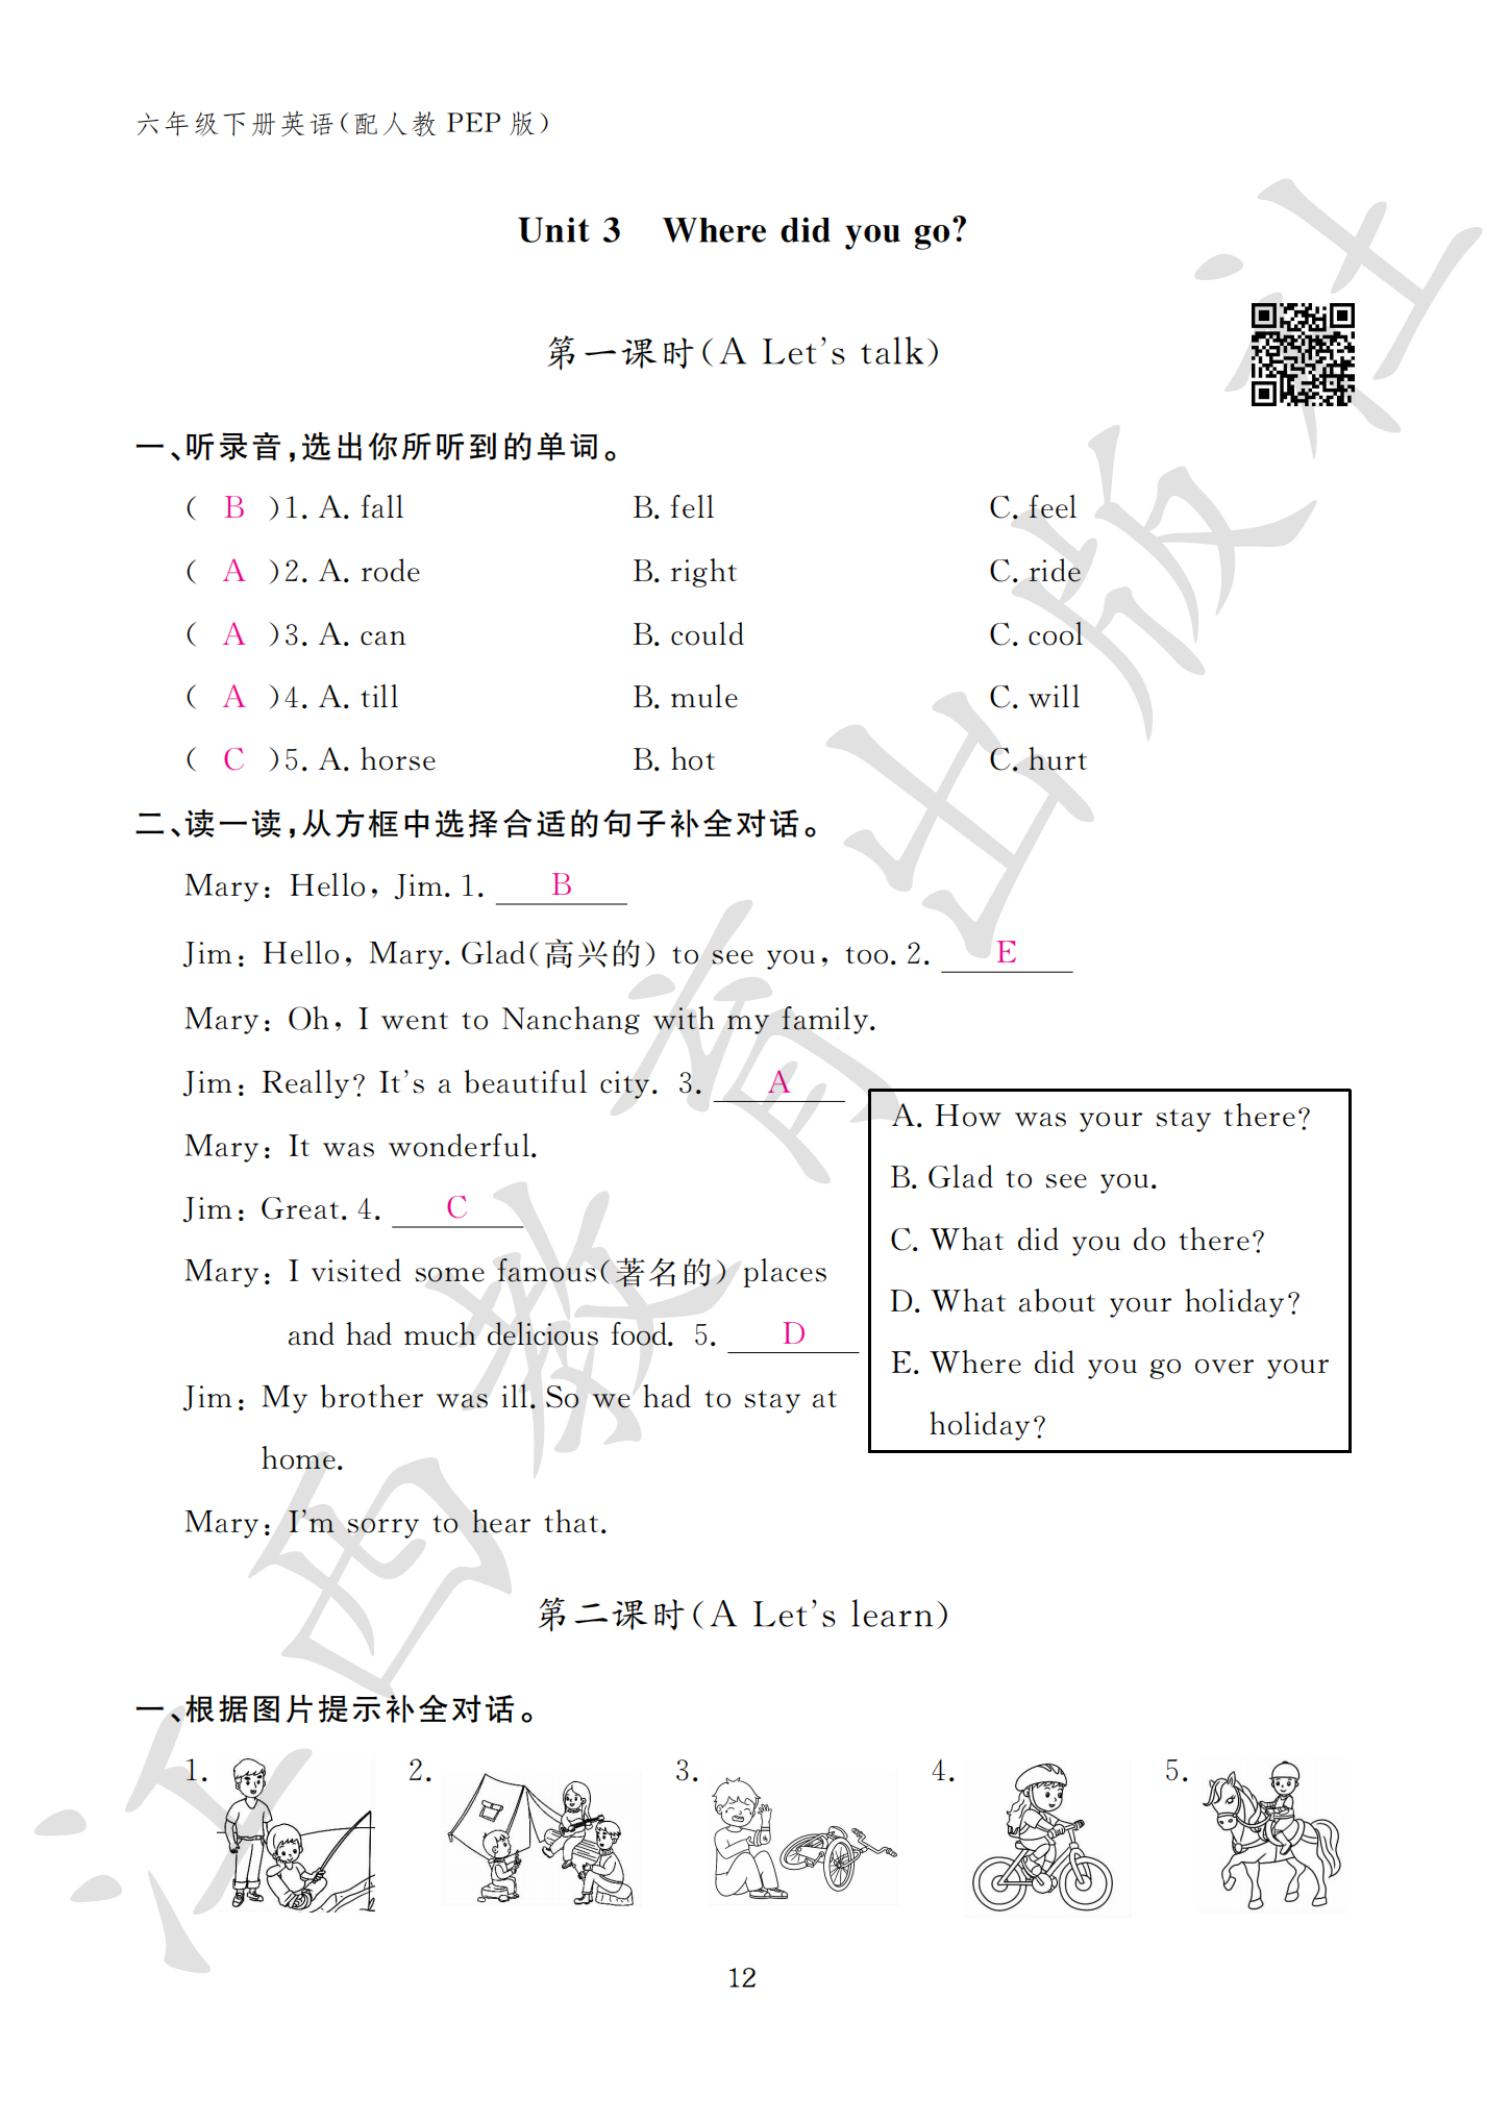 六年级下册英语(配人教 PEP 版)
Unit 3 Where did you go?
第一课时(A Let's talk)
一、听录音,选出你所听到的单词。
( B )1. A. fall B. fell C. feel
( A )2. A. rode B. right C. ride
( A )3. A. can B. could C. cool
( A )4. A. till B. mule C. will
( C )5. A. horse B. hot C. hurt
二、读一读,从方框中选择合适的句子补全对话。
Mary: Hello, Jim. 1. B
Jim: Hello, Mary. Glad(高兴的) to see you, too. 2. E
Mary: Oh, I went to Nanchang with my family.
Jim: Really? It's a beautiful city. 3. A
Mary: It was wonderful.
Jim: Great. 4. C
Mary: I visited some famous(著名的) places
and had much delicious food. 5. D
Jim: My brother was ill. So we had to stay at
home.
Mary: I'm sorry to hear that.
A. How was your stay there?
B. Glad to see you.
C. What did you do there?
D. What about your holiday?
E. Where did you go over your
holiday?
第二课时(A Let's learn)
一、根据图片提示补全对话。
1. 2. 3. 4. 5.
12
江西教育出版社